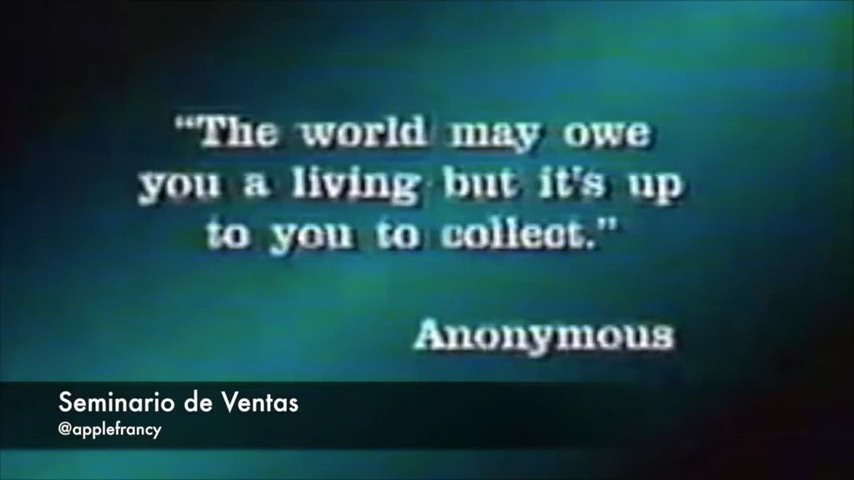 “The world may owe
you a living but it's up
to you to collect.”
Anonymous
Seminario de Ventas
@applefrancy